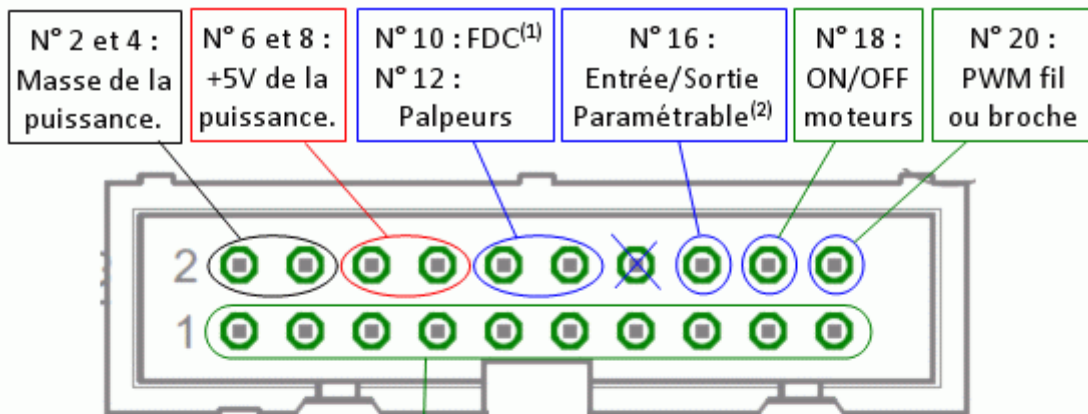 N° 2 et 4 :
Masse de la
puissance.
N° 6 et 8 :
+5V de la
puissance.
N° 10 : FDC(1)
N° 12 :
Palpeurs
N° 16 :
Entrée/Sortie
Paramétrable(2)
N° 18 :
ON/OFF
moteurs
N° 20 :
PWM fil
ou broche
2
1